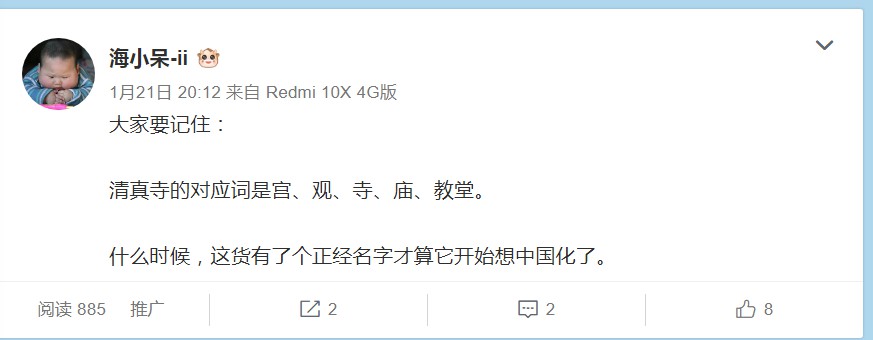 海小呆-ii
1月21日 20:12 来自 Redmi 10X 4G版
大家要记住：
清真寺的对应词是宫、观、寺、庙、教堂。
什么时候，这货有了个正经名字才算它开始想中国化了。
阅读 885 推广 2 2 8